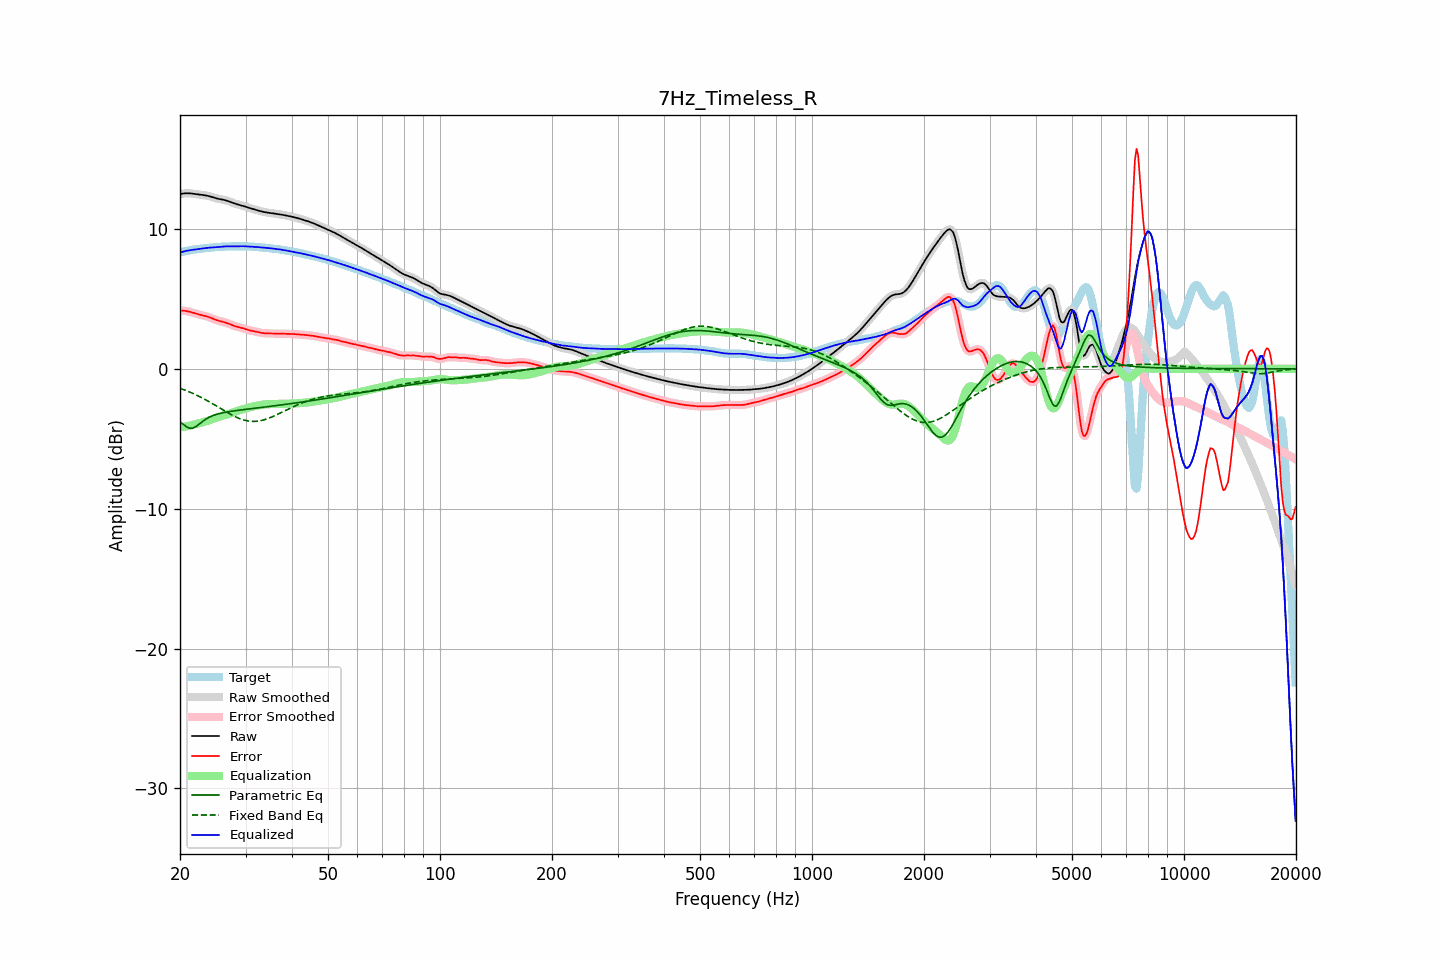 7Hz_Timeless_R
Amplitude (dBr)
10
0
−10
−20
−30
Target
Raw Smoothed
Error Smoothed
Raw
Error
Equalization
Parametric Eq
Fixed Band Eq
Equalized
20 50 100 200 500 1000 2000 5000 10000 20000
Frequency (Hz)